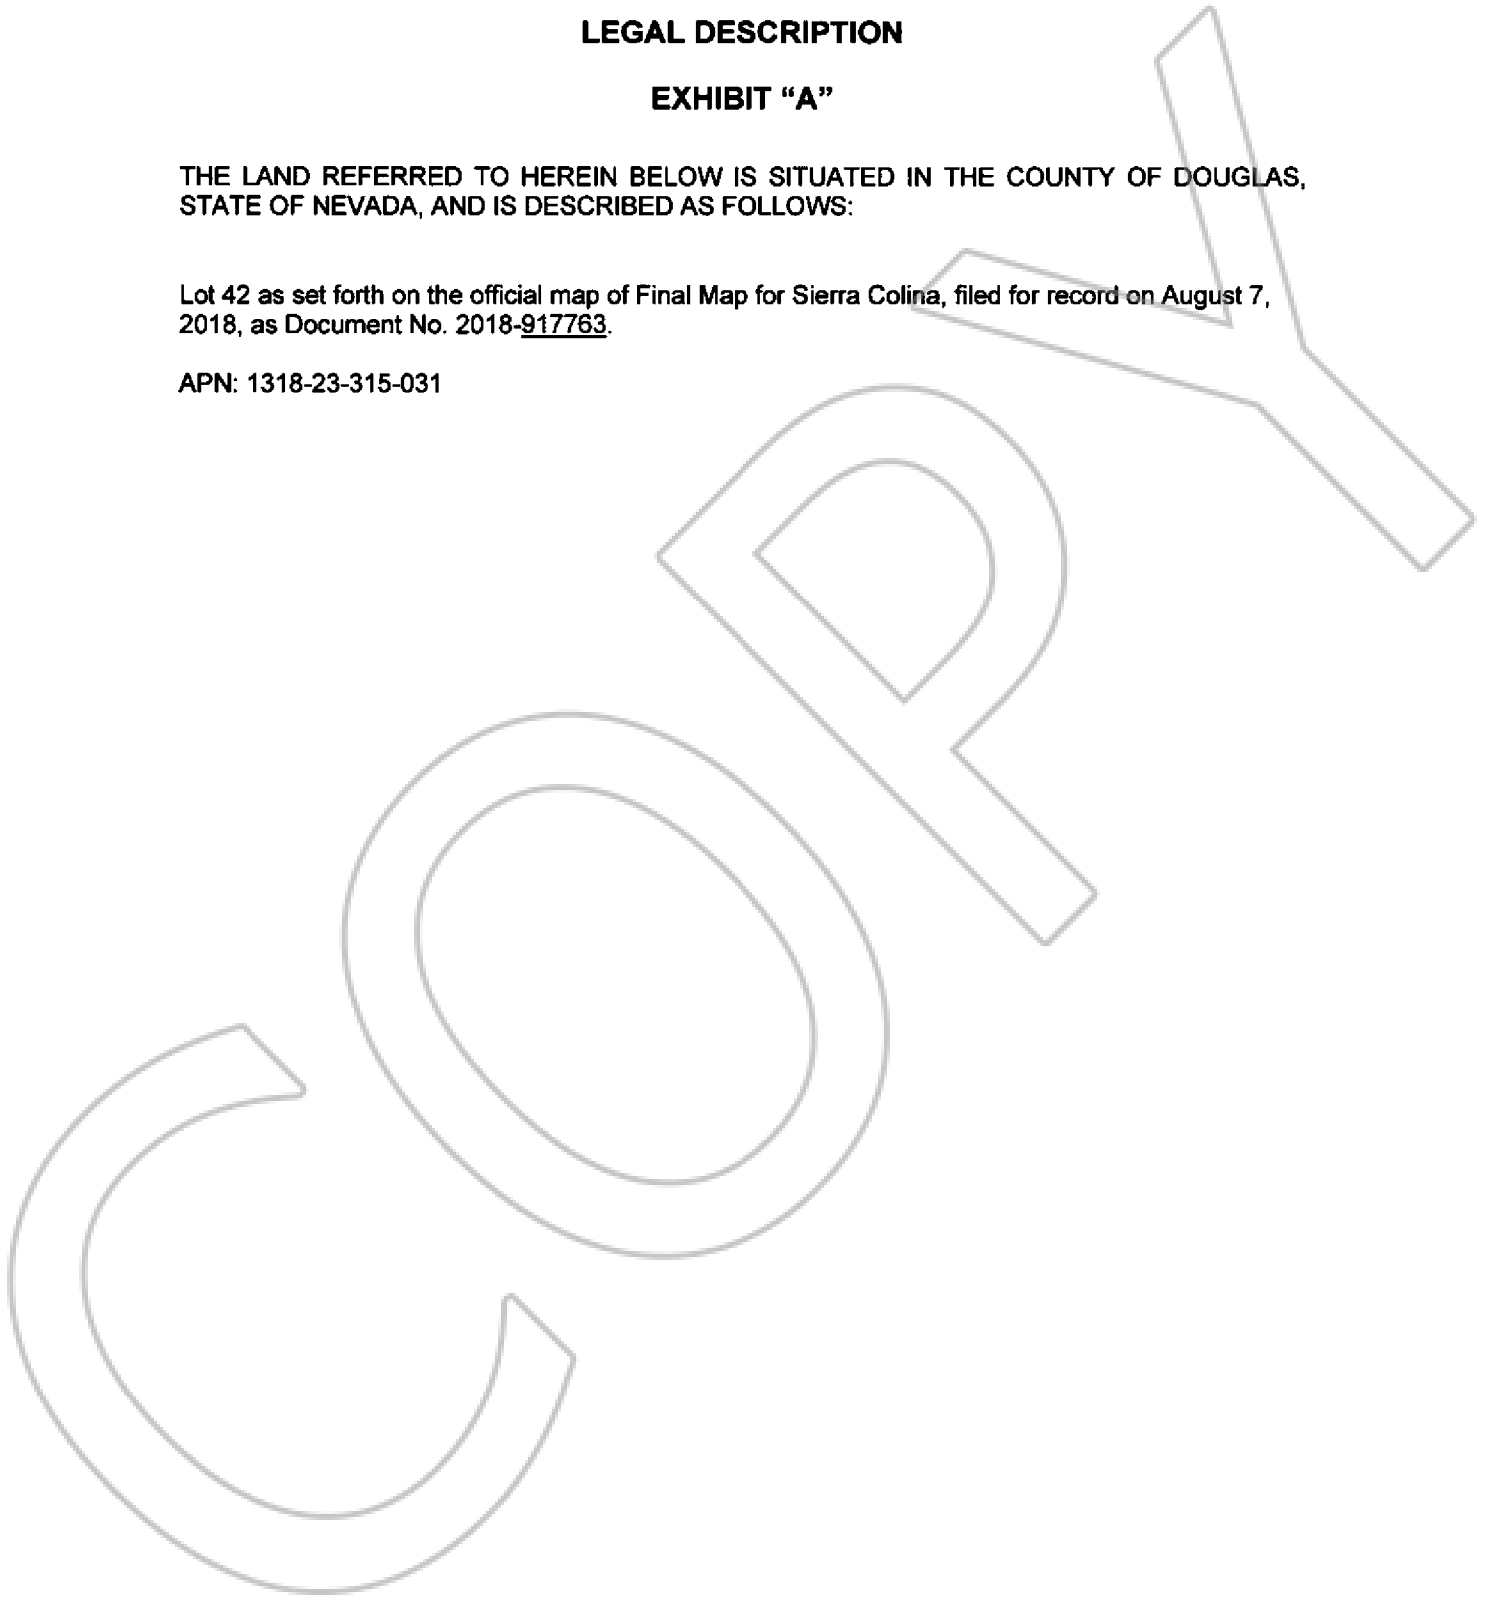 LEGAL DESCRIPTION
EXHIBIT “A”
THE LAND REFERRED TO HEREIN BELOW IS SITUATED IN THE COUNTY OF DOUGLAS,
STATE OF NEVADA, AND IS DESCRIBED AS FOLLOWS:
Lot 42 as set forth on the official map of Final Map for Sierra Colina, filed for record on August 7,
2018, as Document No. 2018-917763.
APN: 1318-23-315-031
COPY